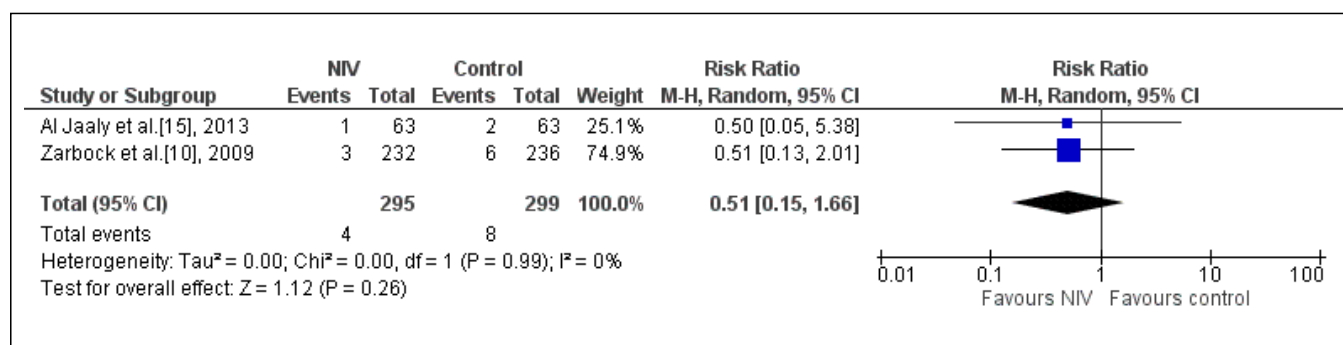 NIV Control Risk Ratio Risk Ratio
Study or Subgroup Events Total Events Total Weight M-H, Random, 95% CI M-H, Random, 95% CI
Al Jaaly et al.[15], 2013 1 63 2 63 25.1% 0.50 [0.05, 5.38]
Zarbock et al.[10], 2009 3 232 6 236 74.9% 0.51 [0.13, 2.01]
Total (95% CI) 295 299 100.0% 0.51 [0.15, 1.66]
Total events 4 8
Heterogeneity: Tau² = 0.00; Chi² = 0.00, df = 1 (P = 0.99); I² = 0%
Test for overall effect: Z = 1.12 (P = 0.26)
0.01 0.1 1 10 100
Favours NIV Favours control